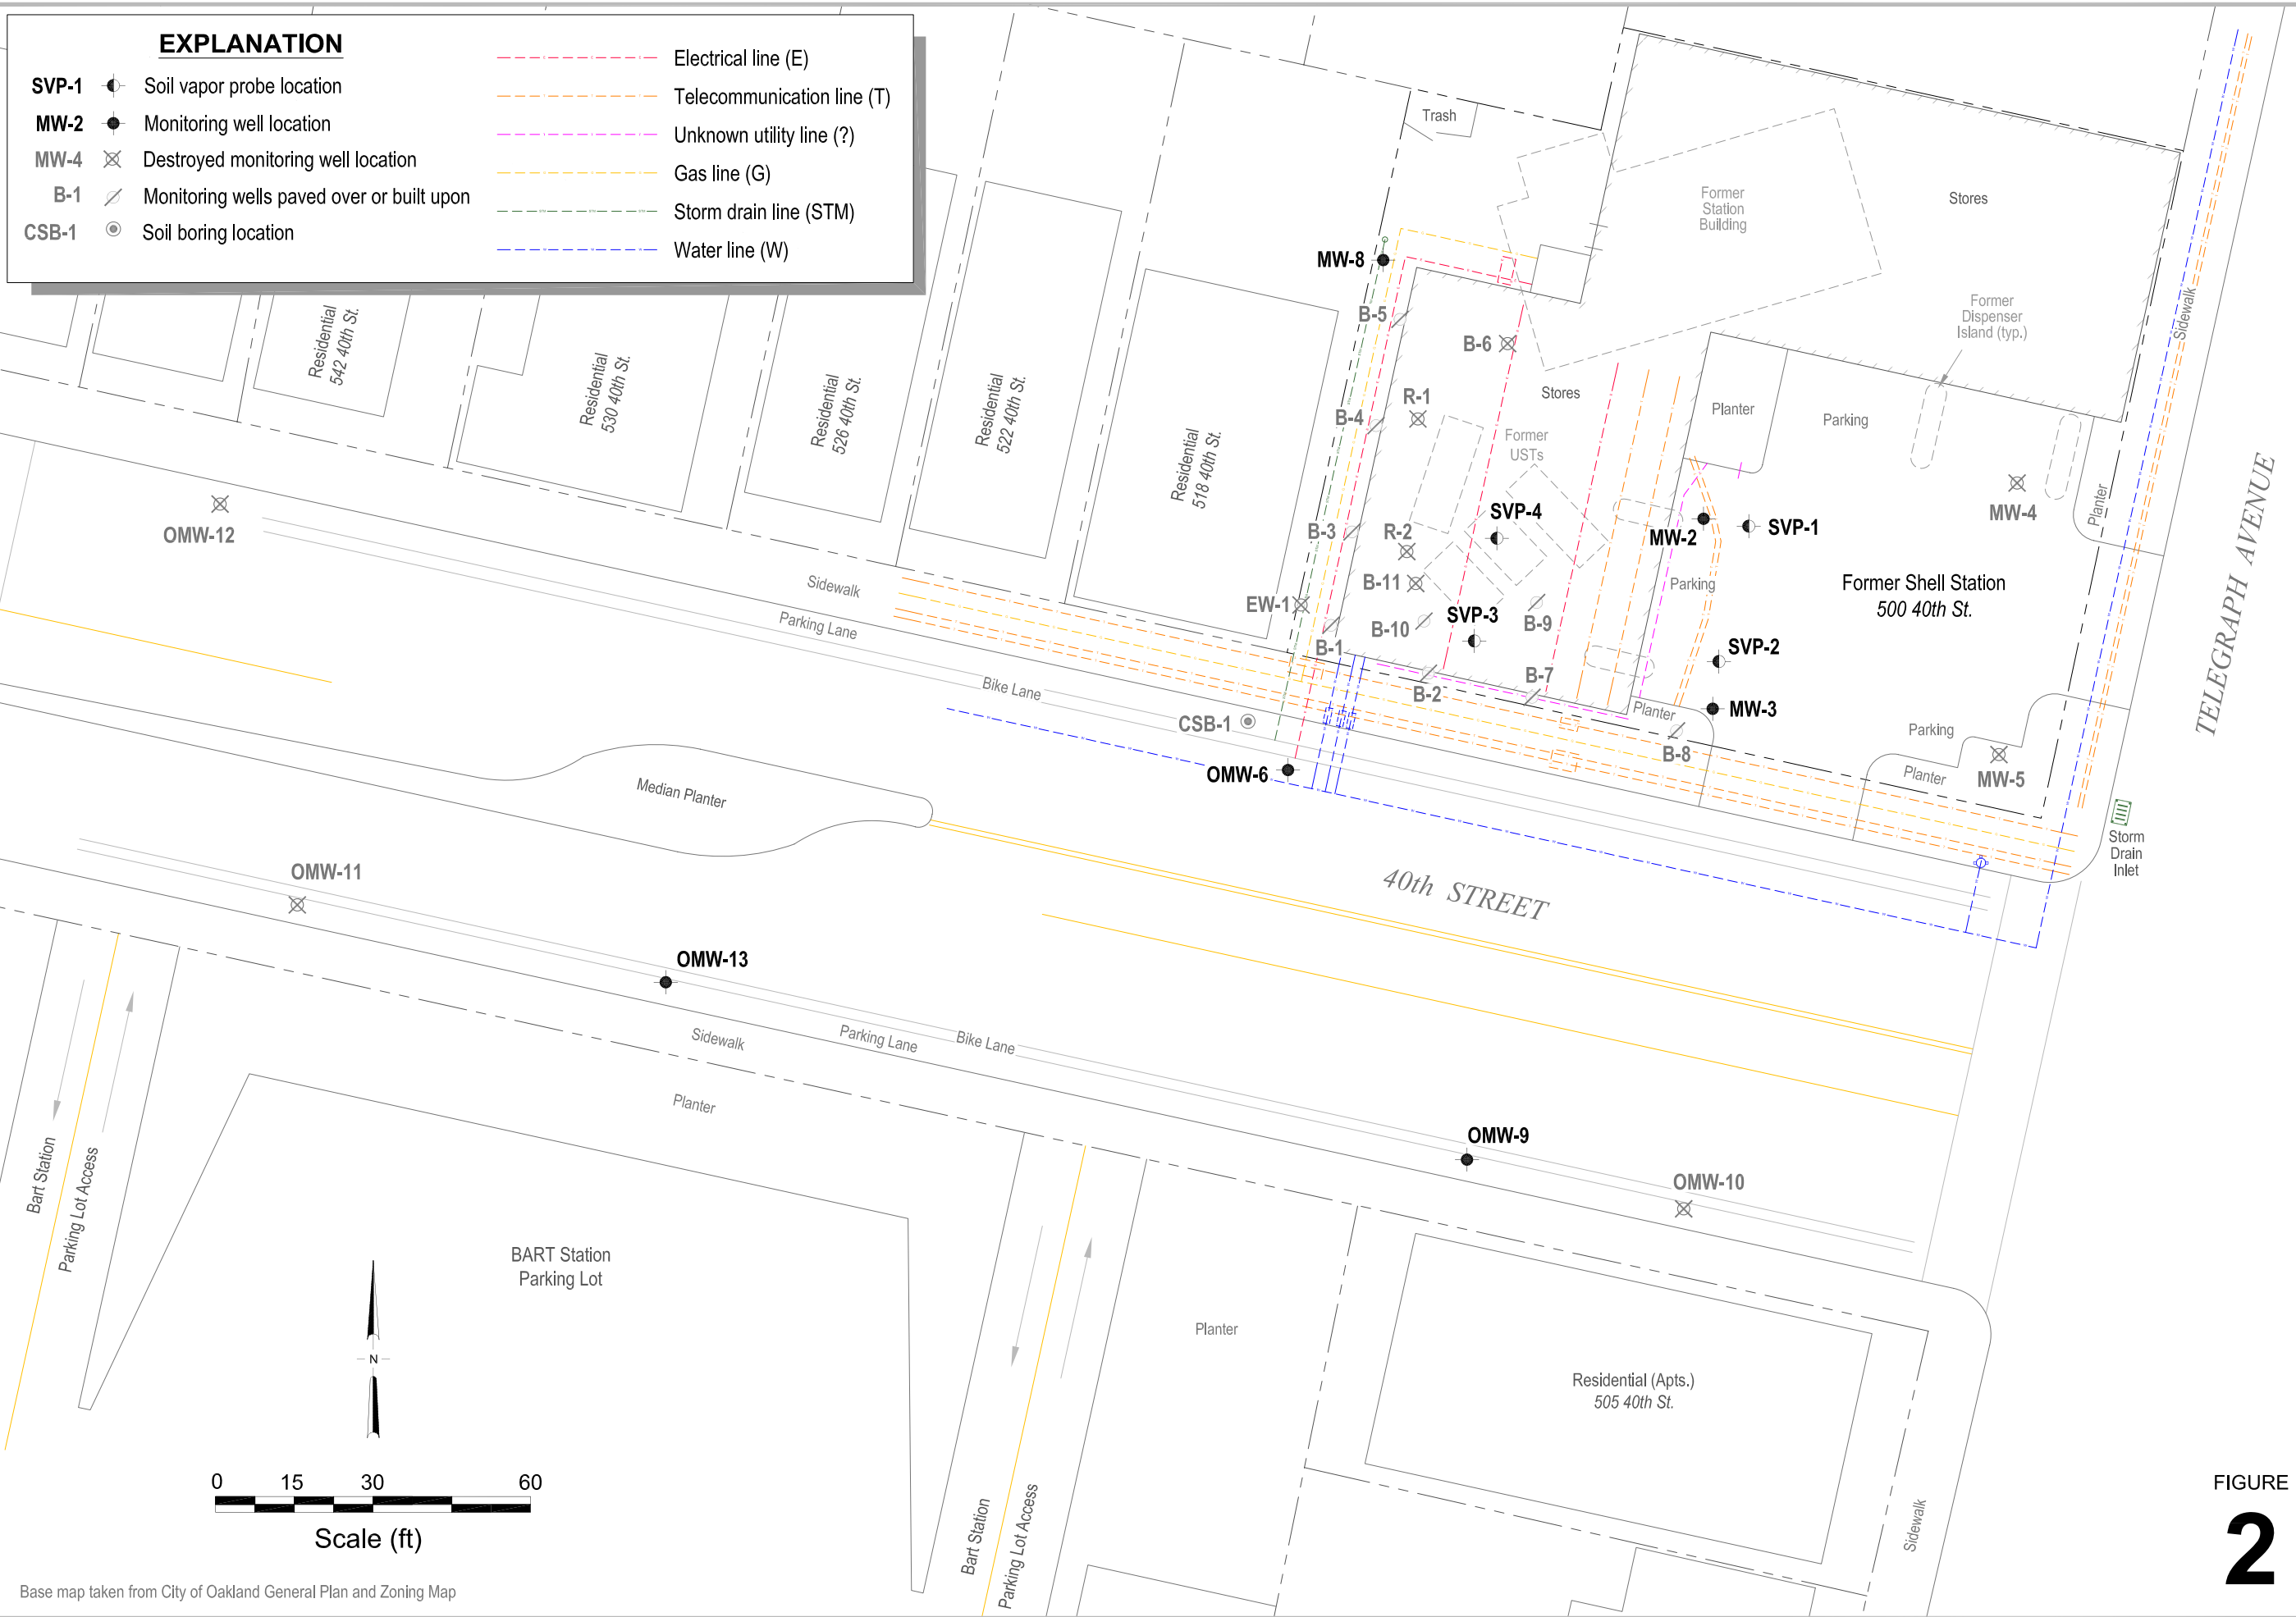 EXPLANATION
SVP-1 Soil vapor probe location
MW-2 Monitoring well location
MW-4 Destroyed monitoring well location
B-1 Monitoring wells paved over or built upon
CSB-1 Soil boring location
Electrical line (E)
Telecommunication line (T)
Unknown utility line (?)
Gas line (G)
Storm drain line (STM)
Water line (W)
Trash
Former
Station
Building
Stores
Sidewalk
Former
Dispenser
Island (typ.)
MW-8
B-5
B-6
R-1
B-4
Stores
Planter
Parking
Former
USTs
Residential
542 40th St.
Residential
530 40th St.
Residential
526 40th St.
Residential
522 40th St.
Residential
518 40th St.
OMW-12
B-3
R-2
SVP-4
MW-2
SVP-1
MW-4
Planter
B-11
Parking
Former Shell Station
500 40th St.
EW-1
B-10
SVP-3
B-9
B-1
SVP-2
B-2
B-7
Planter
MW-3
B-8
Parking
Planter
MW-5
TELEGRAPH AVENUE
Sidewalk
Parking Lane
Bike Lane
CSB-1
OMW-6
Median Planter
Storm
Drain
Inlet
40th STREET
OMW-11
OMW-13
Sidewalk
Parking Lane
Bike Lane
Planter
OMW-9
OMW-10
Bart Station
Parking Lot Access
BART Station
Parking Lot
Planter
Residential (Apts.)
505 40th St.
Bart Station
Parking Lot Access
Sidewalk
N
0 15 30 60
Scale (ft)
Base map taken from City of Oakland General Plan and Zoning Map
FIGURE
2